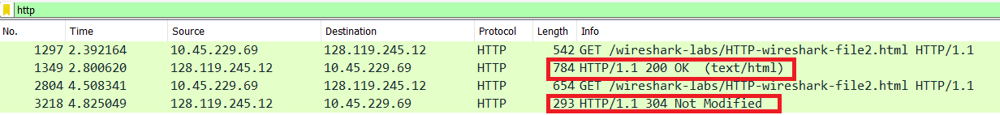 http
No. Time Source Destination Protocol Length Info
1297 2.392164 10.45.229.69 128.119.245.12 HTTP 542 GET /wireshark-labs/HTTP-wireshark-file2.html HTTP/1.1
1349 2.800620 128.119.245.12 10.45.229.69 HTTP 784 HTTP/1.1 200 OK (text/html)
2804 4.508341 10.45.229.69 128.119.245.12 HTTP 654 GET /wireshark-labs/HTTP-wireshark-file2.html HTTP/1.1
3218 4.825049 128.119.245.12 10.45.229.69 HTTP 293 HTTP/1.1 304 Not Modified